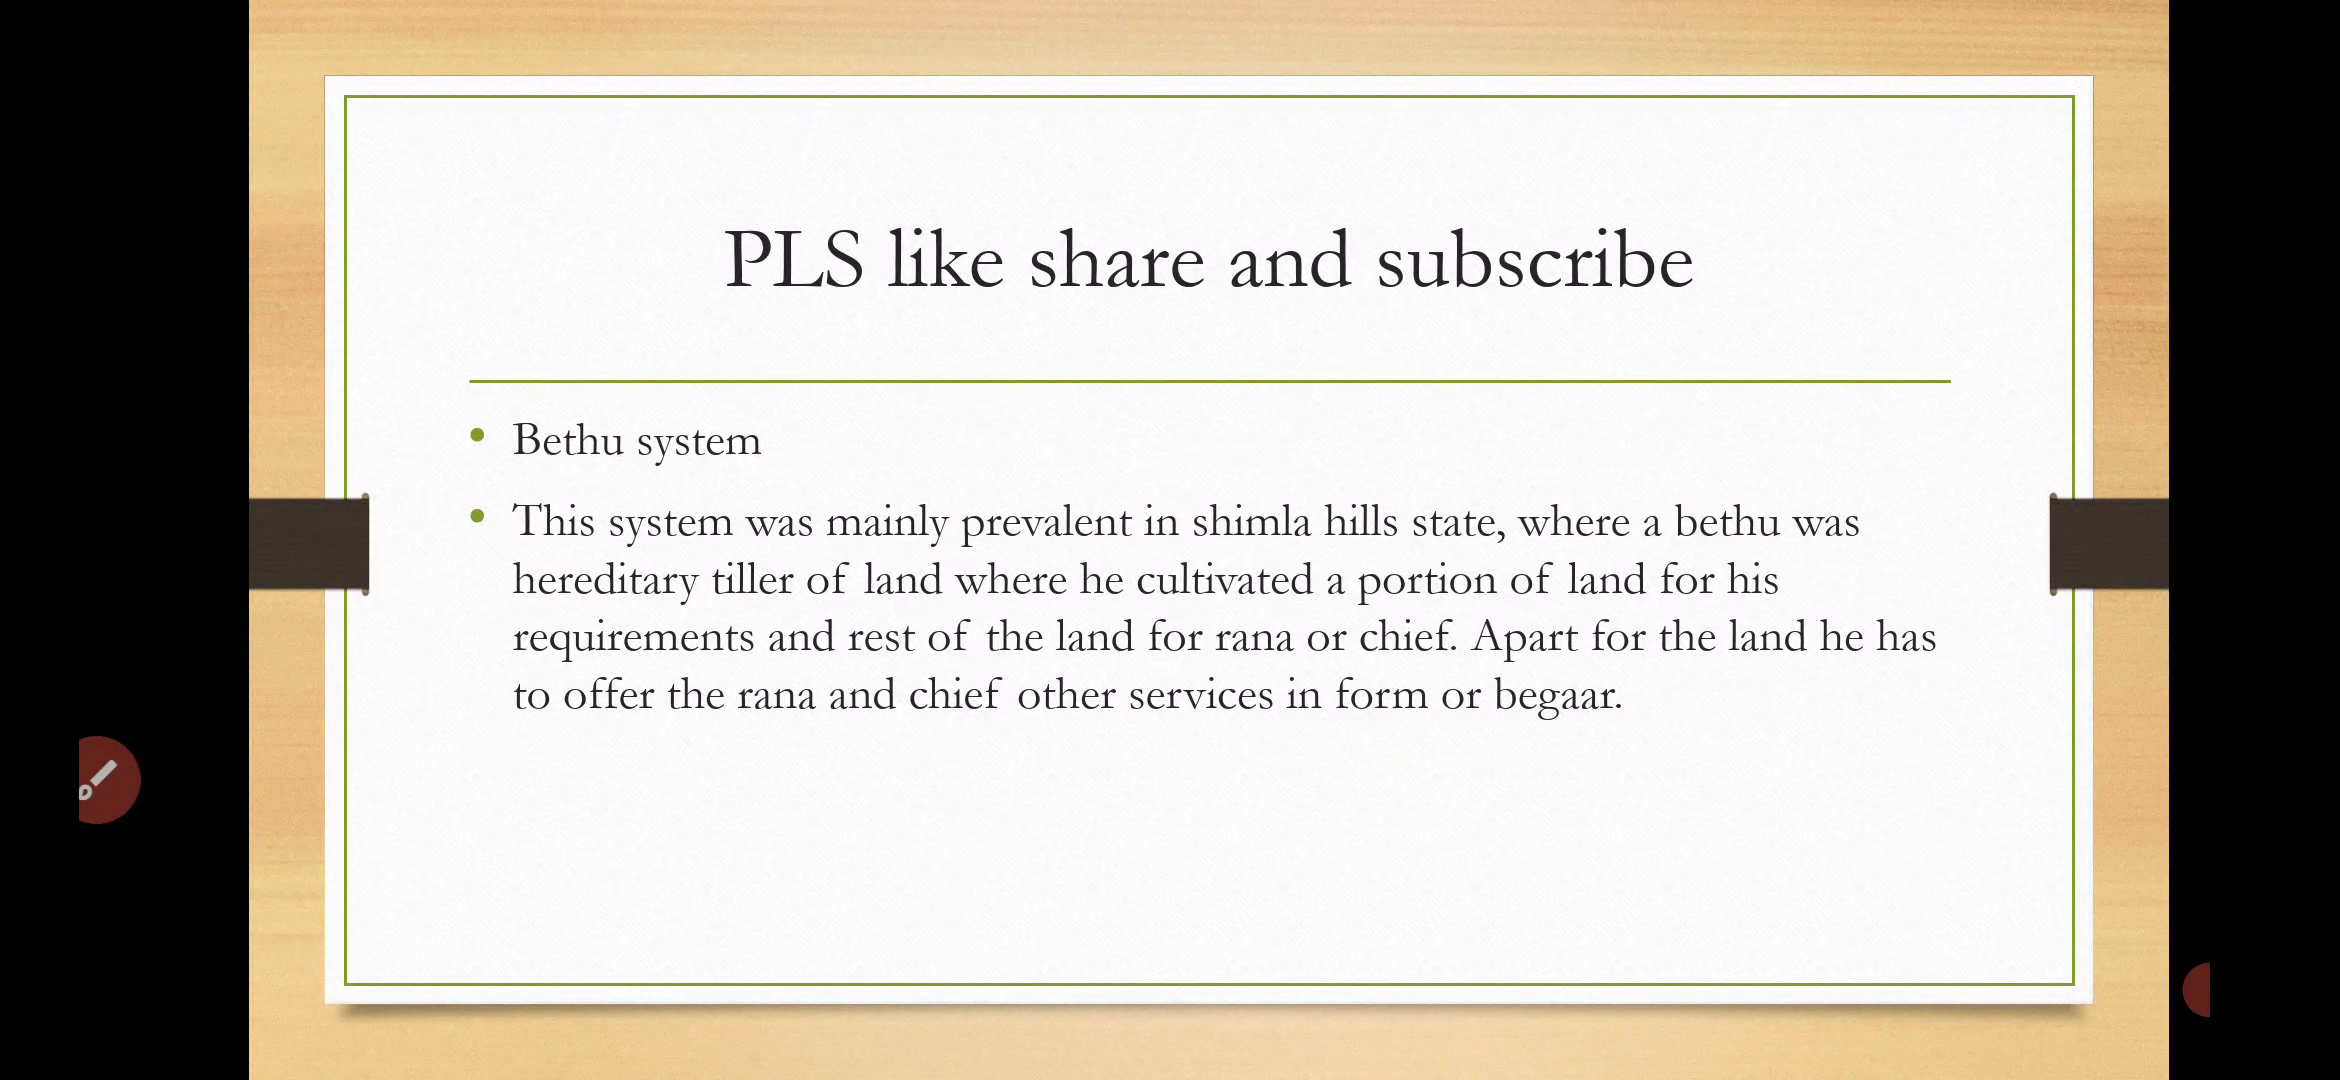 PLS like share and subscribe
• Bethu system
• This system was mainly prevalent in shimla hills state, where a bethu was
hereditary tiller of land where he cultivated a portion of land for his
requirements and rest of the land for rana or chief. Apart for the land he has
to offer the rana and chief other services in form or begaar.